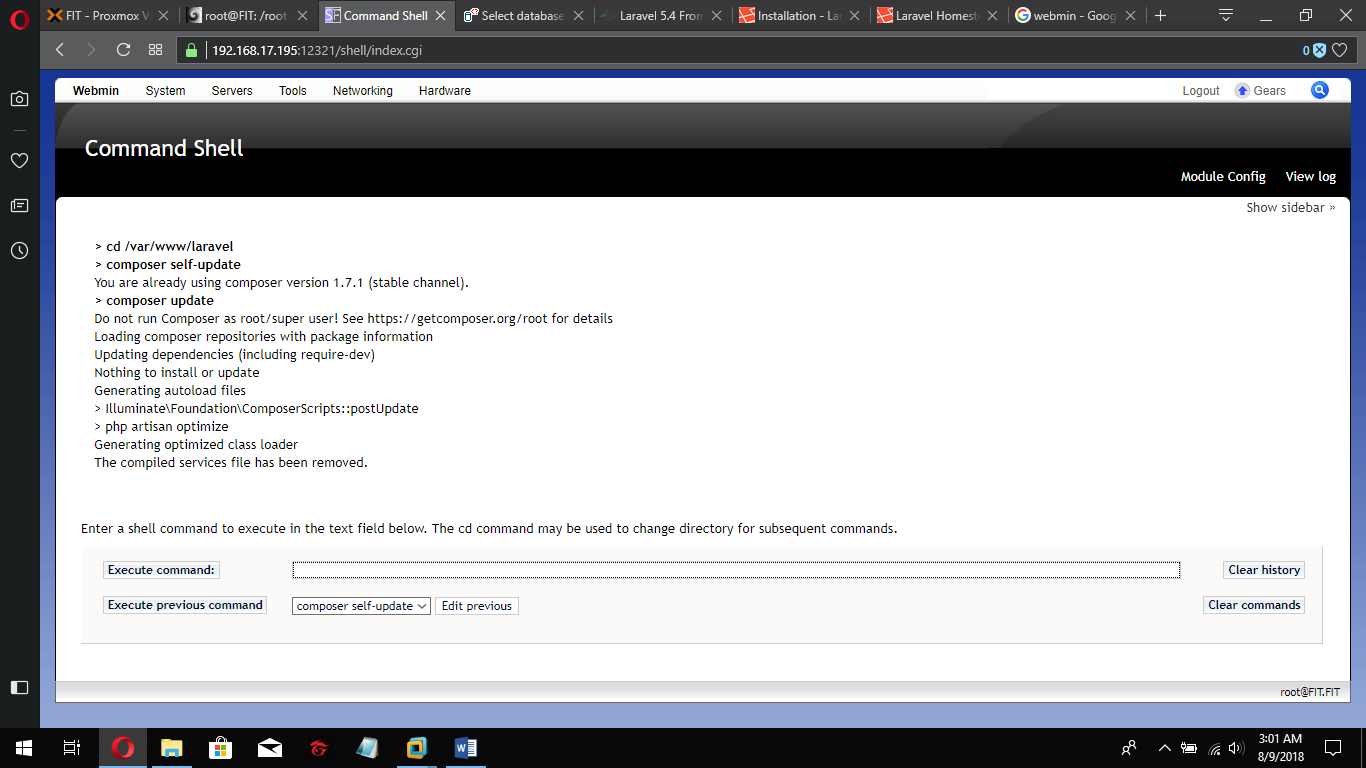 FIT - Proxmox V
root@FIT: /root
Command Shell
Select database
Laravel 5.4 From
Installation - La
Laravel Homest
webmin - Goog
192.168.17.195:12321/shell/index.cgi
0
Webmin
System
Servers
Tools
Networking
Hardware
Logout
Gears
Command Shell
Module Config
View log
Show sidebar »
> cd /var/www/laravel
> composer self-update
You are already using composer version 1.7.1 (stable channel).
> composer update
Do not run Composer as root/super user! See https://getcomposer.org/root for details
Loading composer repositories with package information
Updating dependencies (including require-dev)
Nothing to install or update
Generating autoload files
> Illuminate\Foundation\ComposerScripts::postUpdate
> php artisan optimize
Generating optimized class loader
The compiled services file has been removed.
Enter a shell command to execute in the text field below. The cd command may be used to change directory for subsequent commands.
Execute command:
Clear history
Execute previous command
composer self-update
Edit previous
Clear commands
root@FIT.FIT
3:01 AM
8/9/2018